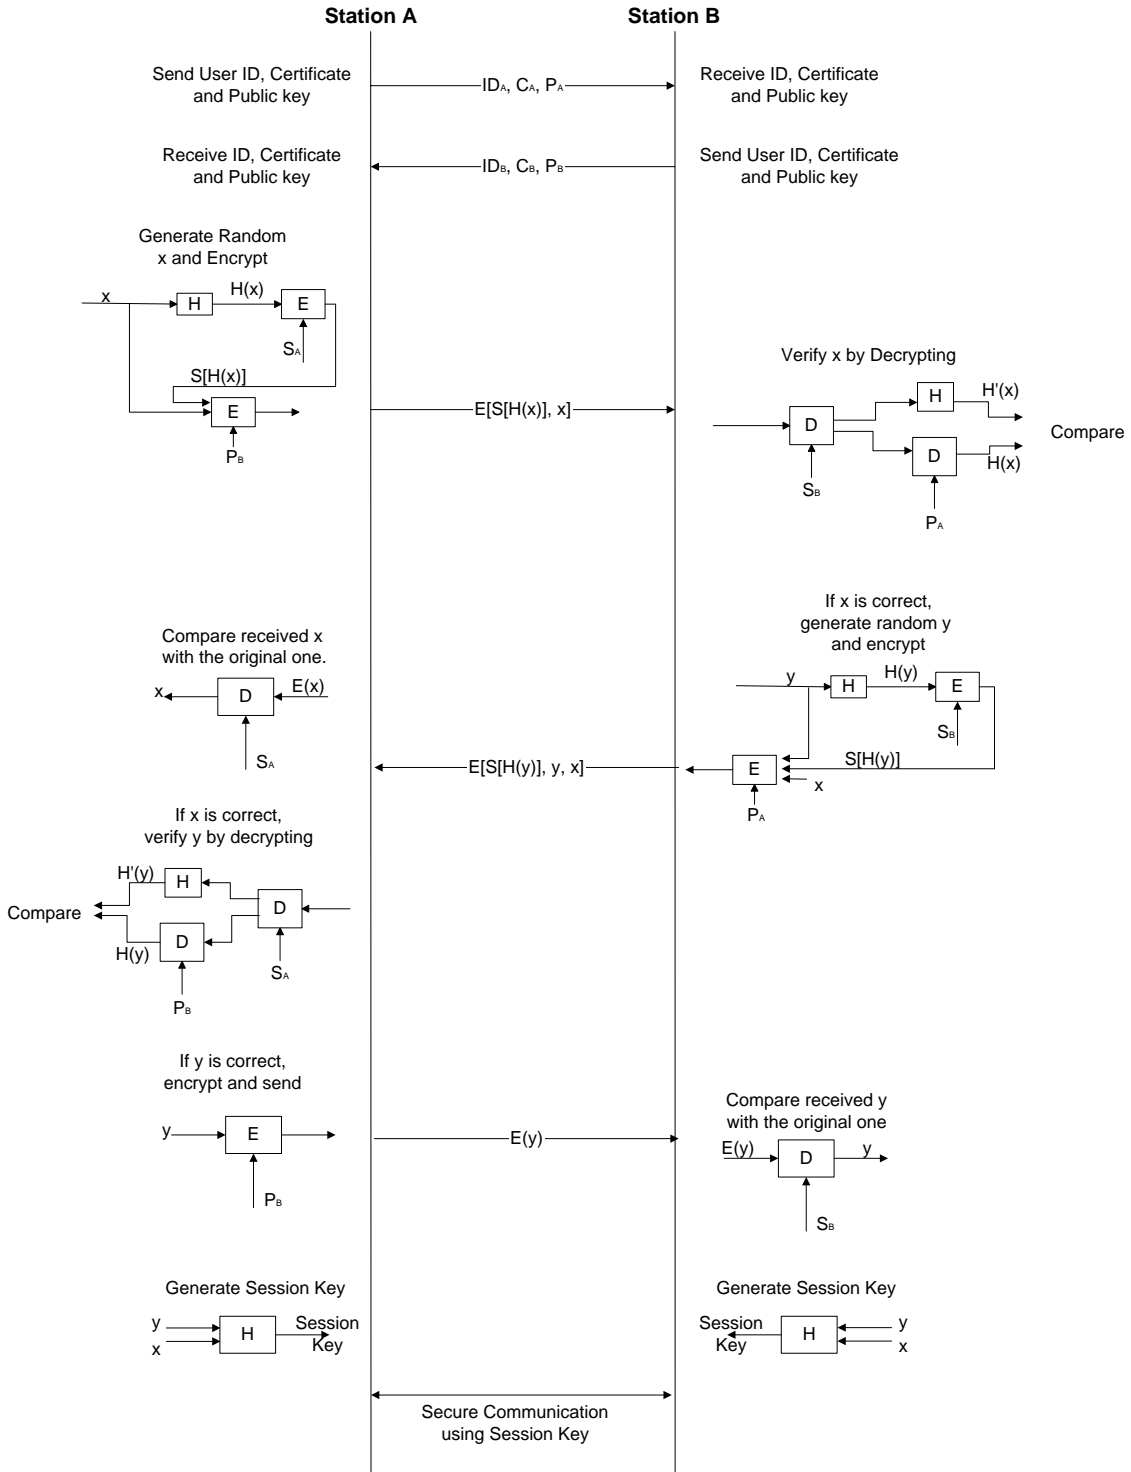 Station A
Station B
Send User ID, Certificate
and Public key
IDA, CA, PA
Receive ID, Certificate
and Public key
Receive ID, Certificate
and Public key
IDB, CB, PB
Send User ID, Certificate
and Public key
Generate Random
x and Encrypt
x
H
H(x)
E
SA
S[H(x)]
E
PB
E[S[H(x)], x]
Verify x by Decrypting
D
SB
H
H'(x)
D
H(x)
PA
Compare
If x is correct,
generate random y
and encrypt
y
H
H(y)
E
SB
S[H(y)]
E
x
PA
Compare received x
with the original one.
x
D
E(x)
SA
E[S[H(y)], y, x]
If x is correct,
verify y by decrypting
H'(y)
H
Compare
D
H(y)
D
SA
PB
If y is correct,
encrypt and send
y
E
PB
E(y)
Compare received y
with the original one
E(y)
D
y
SB
Generate Session Key
y
x
H
Session
Key
Generate Session Key
Session
Key
H
y
x
Secure Communication
using Session Key